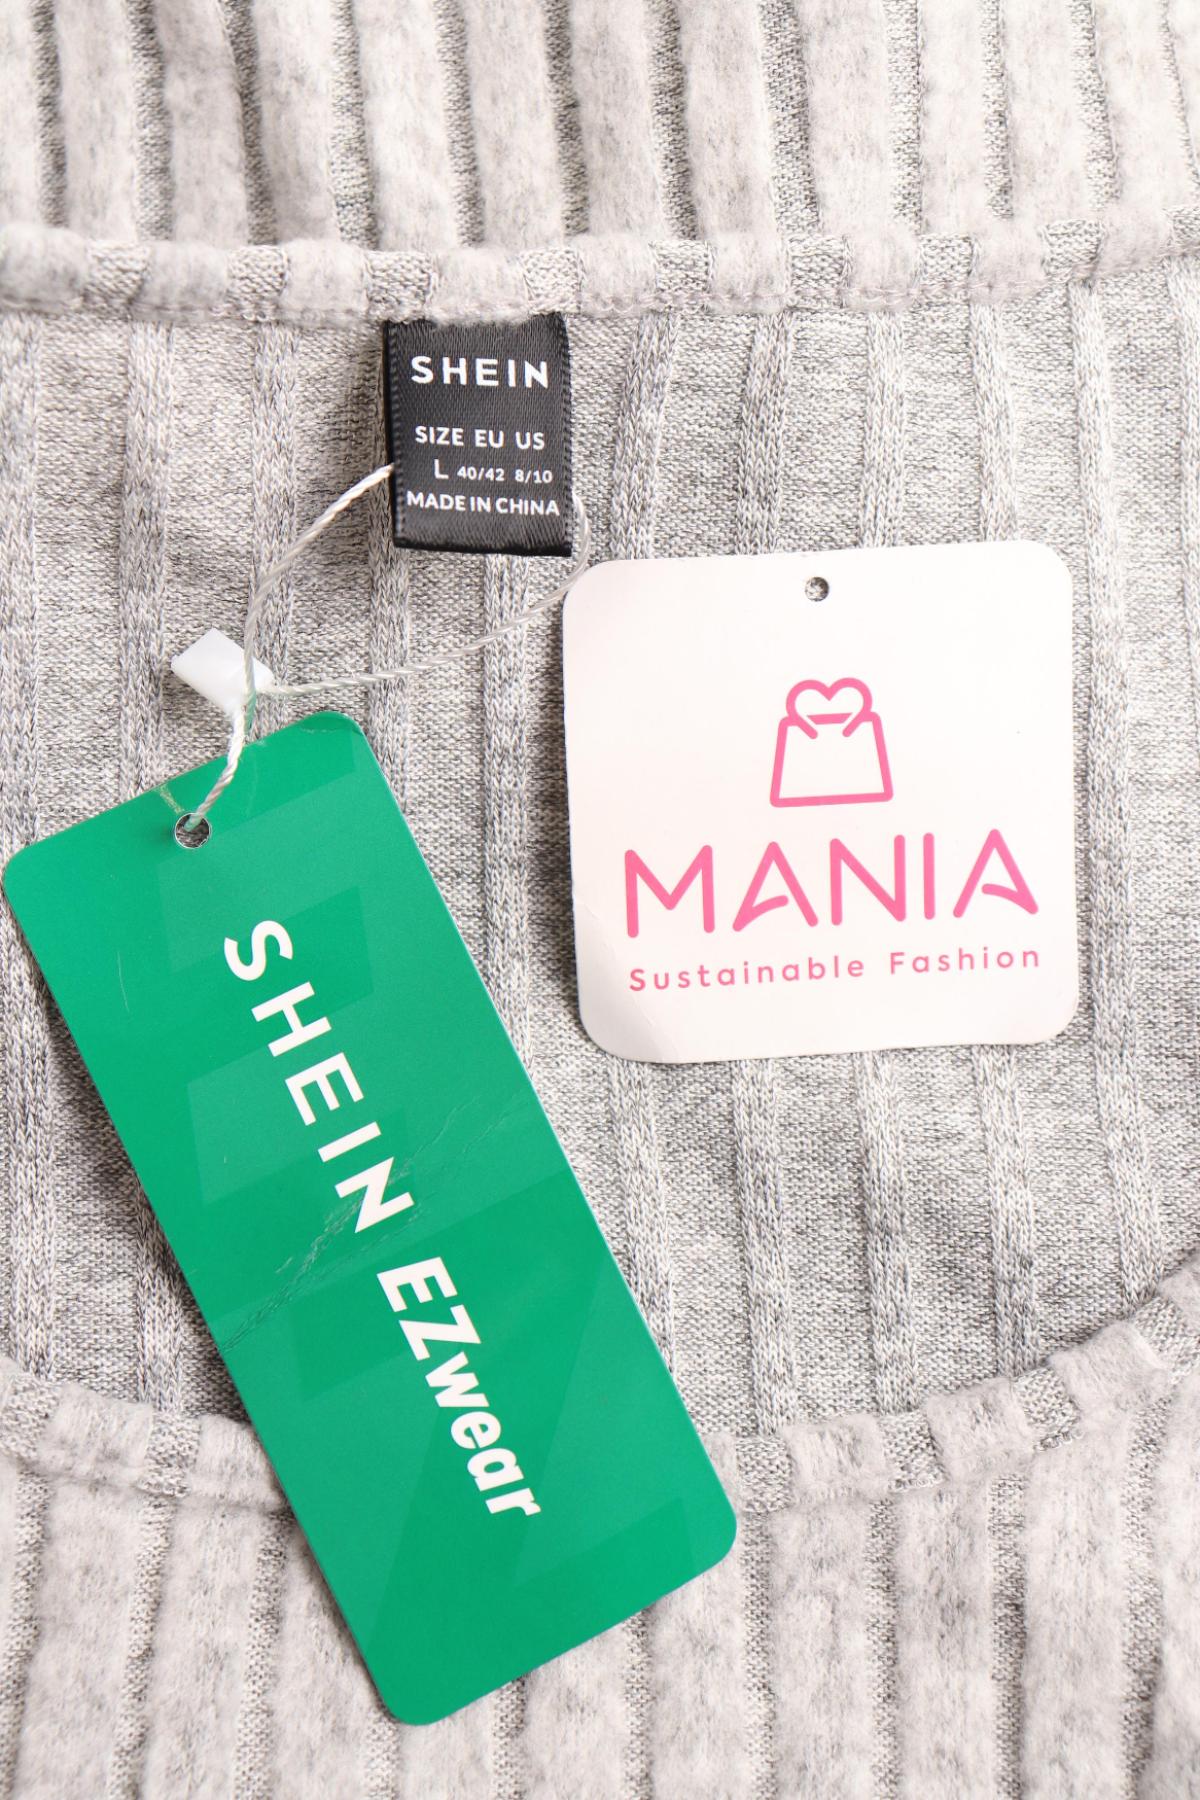 SHEIN
SIZE EU US
L 40/42 8/10
MADE IN CHINA
MANIA
Sustainable Fashion
SHEIN EZwear